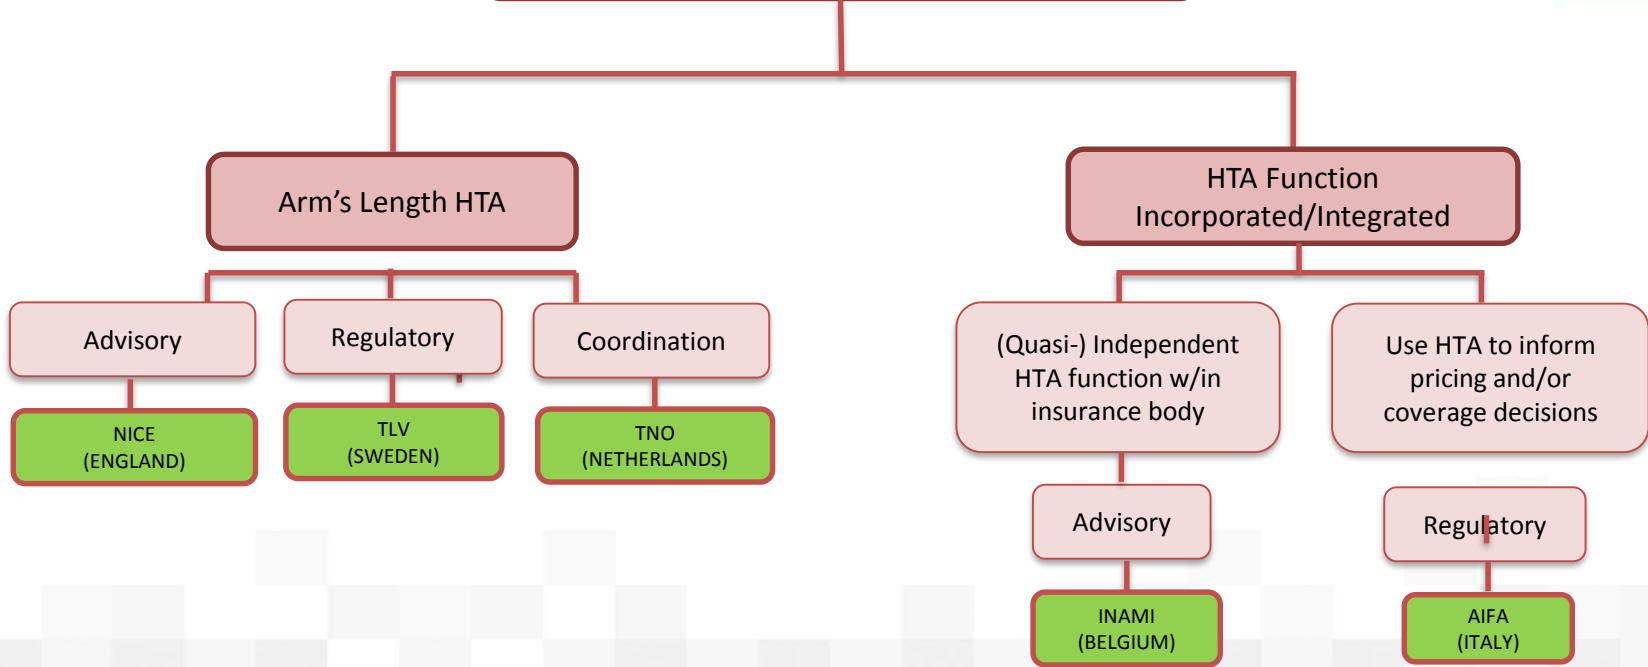 Arm’s Length HTA
HTA Function
Incorporated/Integrated
Advisory
Regulatory
Coordination
(Quasi-) Independent
HTA function w/in
insurance body
Use HTA to inform
pricing and/or
coverage decisions
NICE
(ENGLAND)
TLV
(SWEDEN)
TNO
(NETHERLANDS)
Advisory
Regulatory
INAMI
(BELGIUM)
AIFA
(ITALY)